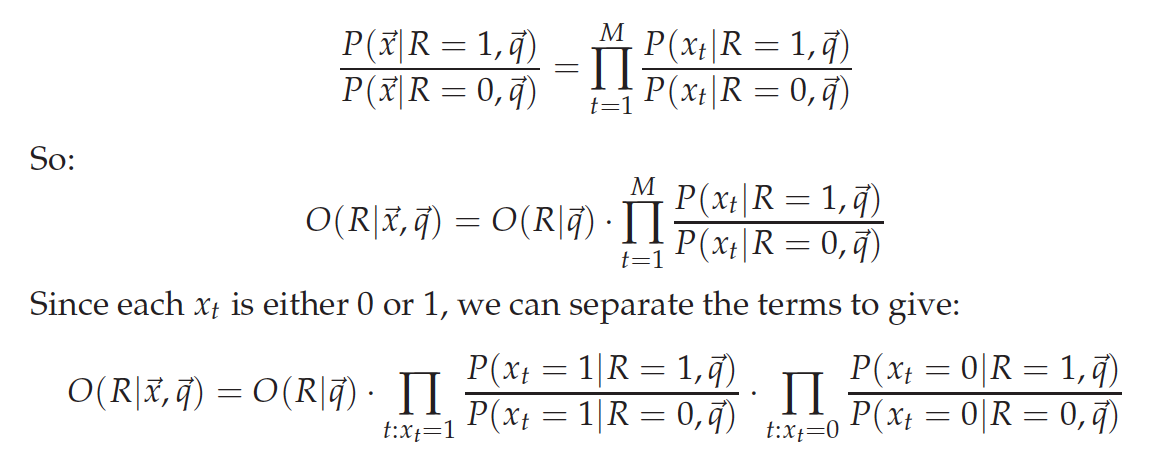 P(x⃗|R = 1, q⃗) / P(x⃗|R = 0, q⃗) = ∏_{t=1}^{M} P(x_t|R = 1, q⃗) / P(x_t|R = 0, q⃗)
So:
O(R|x⃗, q⃗) = O(R|q⃗) · ∏_{t=1}^{M} P(x_t|R = 1, q⃗) / P(x_t|R = 0, q⃗)
Since each x_t is either 0 or 1, we can separate the terms to give:
O(R|x⃗, q⃗) = O(R|q⃗) · ∏_{t:x_t=1} P(x_t = 1|R = 1, q⃗) / P(x_t = 1|R = 0, q⃗) · ∏_{t:x_t=0} P(x_t = 0|R = 1, q⃗) / P(x_t = 0|R = 0, q⃗)